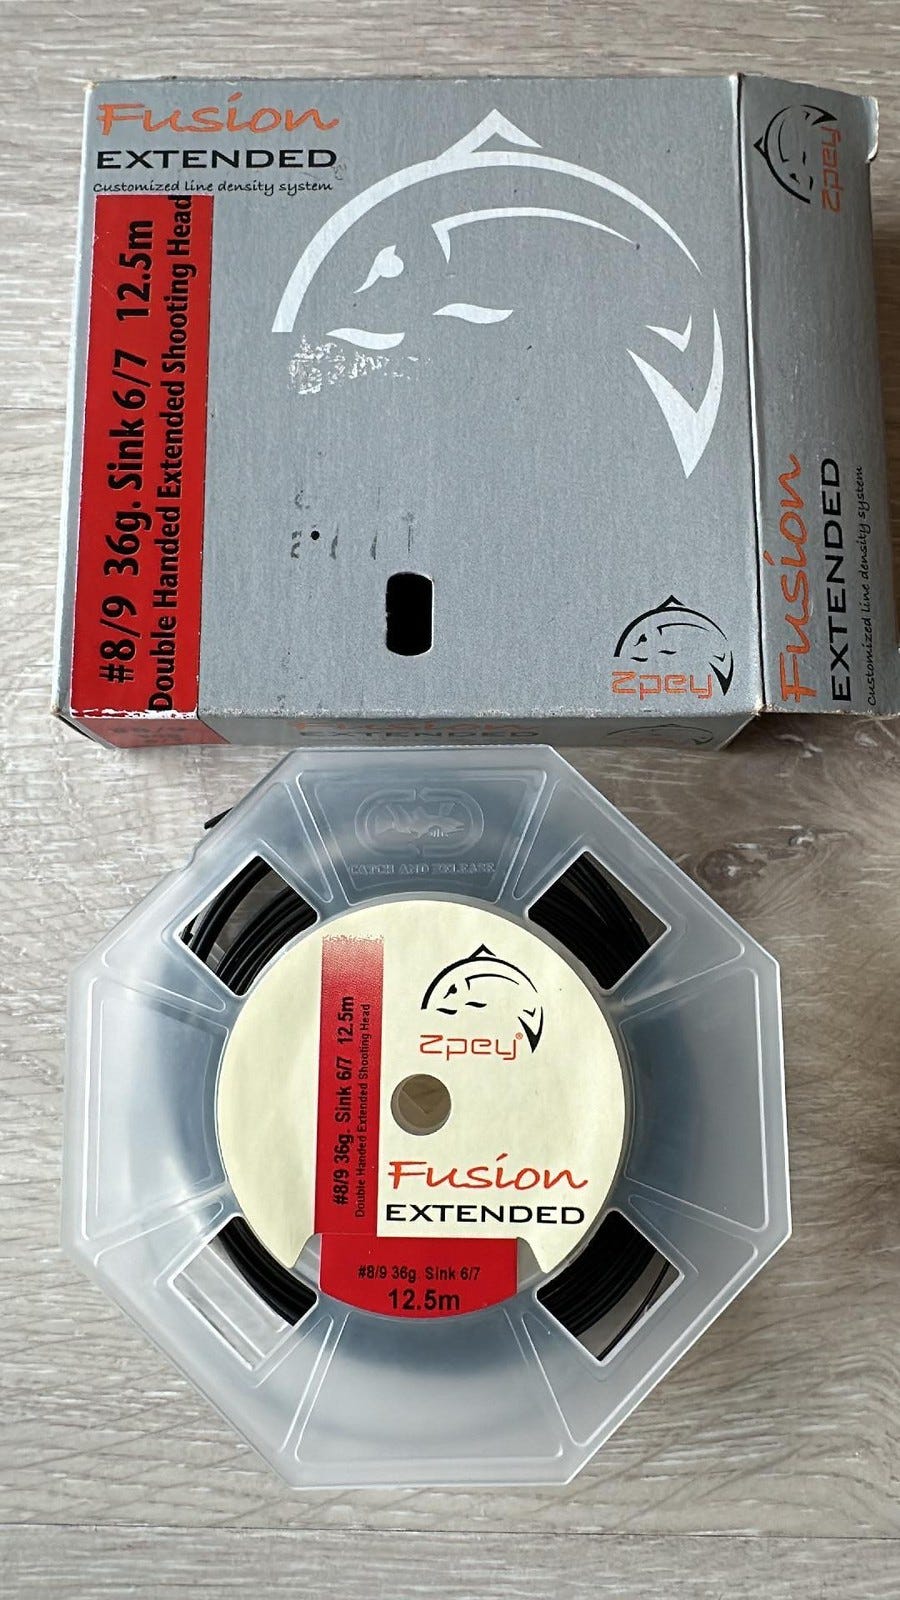 Fusion
EXTENDED
Customized line density system
#8/9 36g. Sink 6/7 12.5m
Double Handed Extended Shooting Head
Zpey
Zpey
Fusion
EXTENDED
Customized line density system
EXTENDED
CATCH AND RELEASE
#8/9 36g. Sink 6/7 12.5m
Double Handed Extended Shooting Head
Zpey®
Fusion
EXTENDED
#8/9 36g. Sink 6/7
12.5m